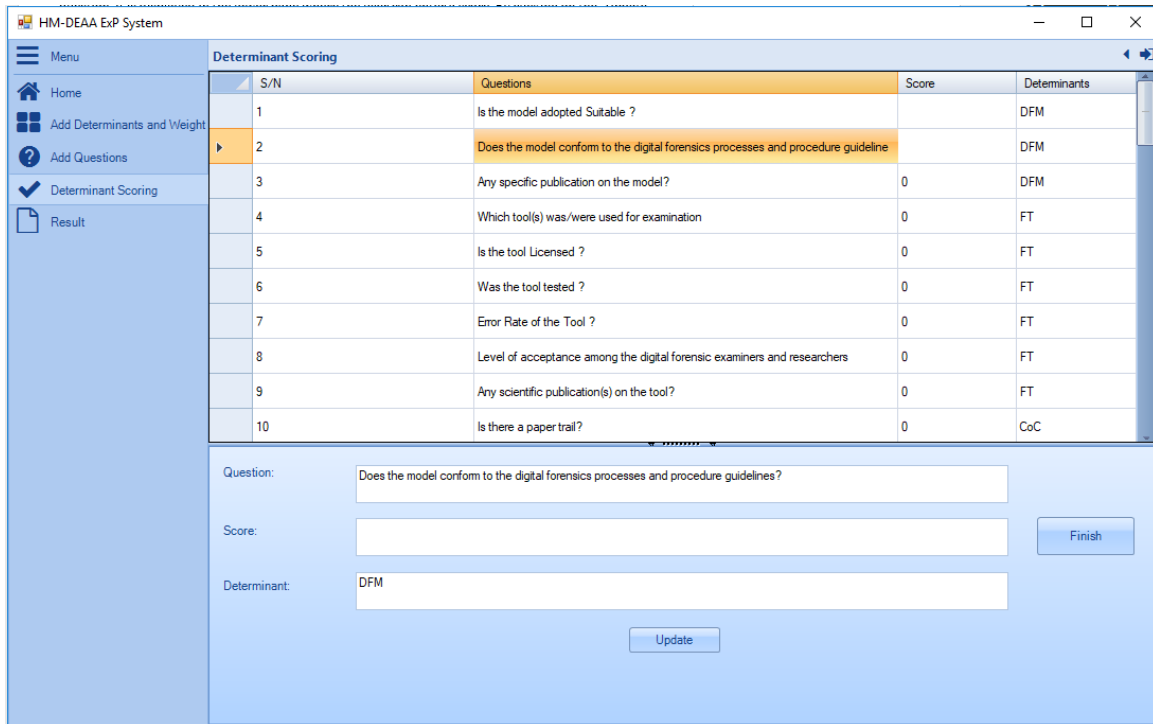 HM-DEAA ExP System
Menu
Home
Add Determinants and Weight
Add Questions
Determinant Scoring
Result
Determinant Scoring
S/N Questions Score Determinants
1 Is the model adopted Suitable ? DFM
2 Does the model conform to the digital forensics processes and procedure guideline DFM
3 Any specific publication on the model? 0 DFM
4 Which tool(s) was/were used for examination 0 FT
5 Is the tool Licensed ? 0 FT
6 Was the tool tested ? 0 FT
7 Error Rate of the Tool ? 0 FT
8 Level of acceptance among the digital forensic examiners and researchers 0 FT
9 Any scientific publication(s) on the tool? 0 FT
10 Is there a paper trail? 0 CoC
Question: Does the model conform to the digital forensics processes and procedure guidelines?
Score:
Finish
Determinant: DFM
Update